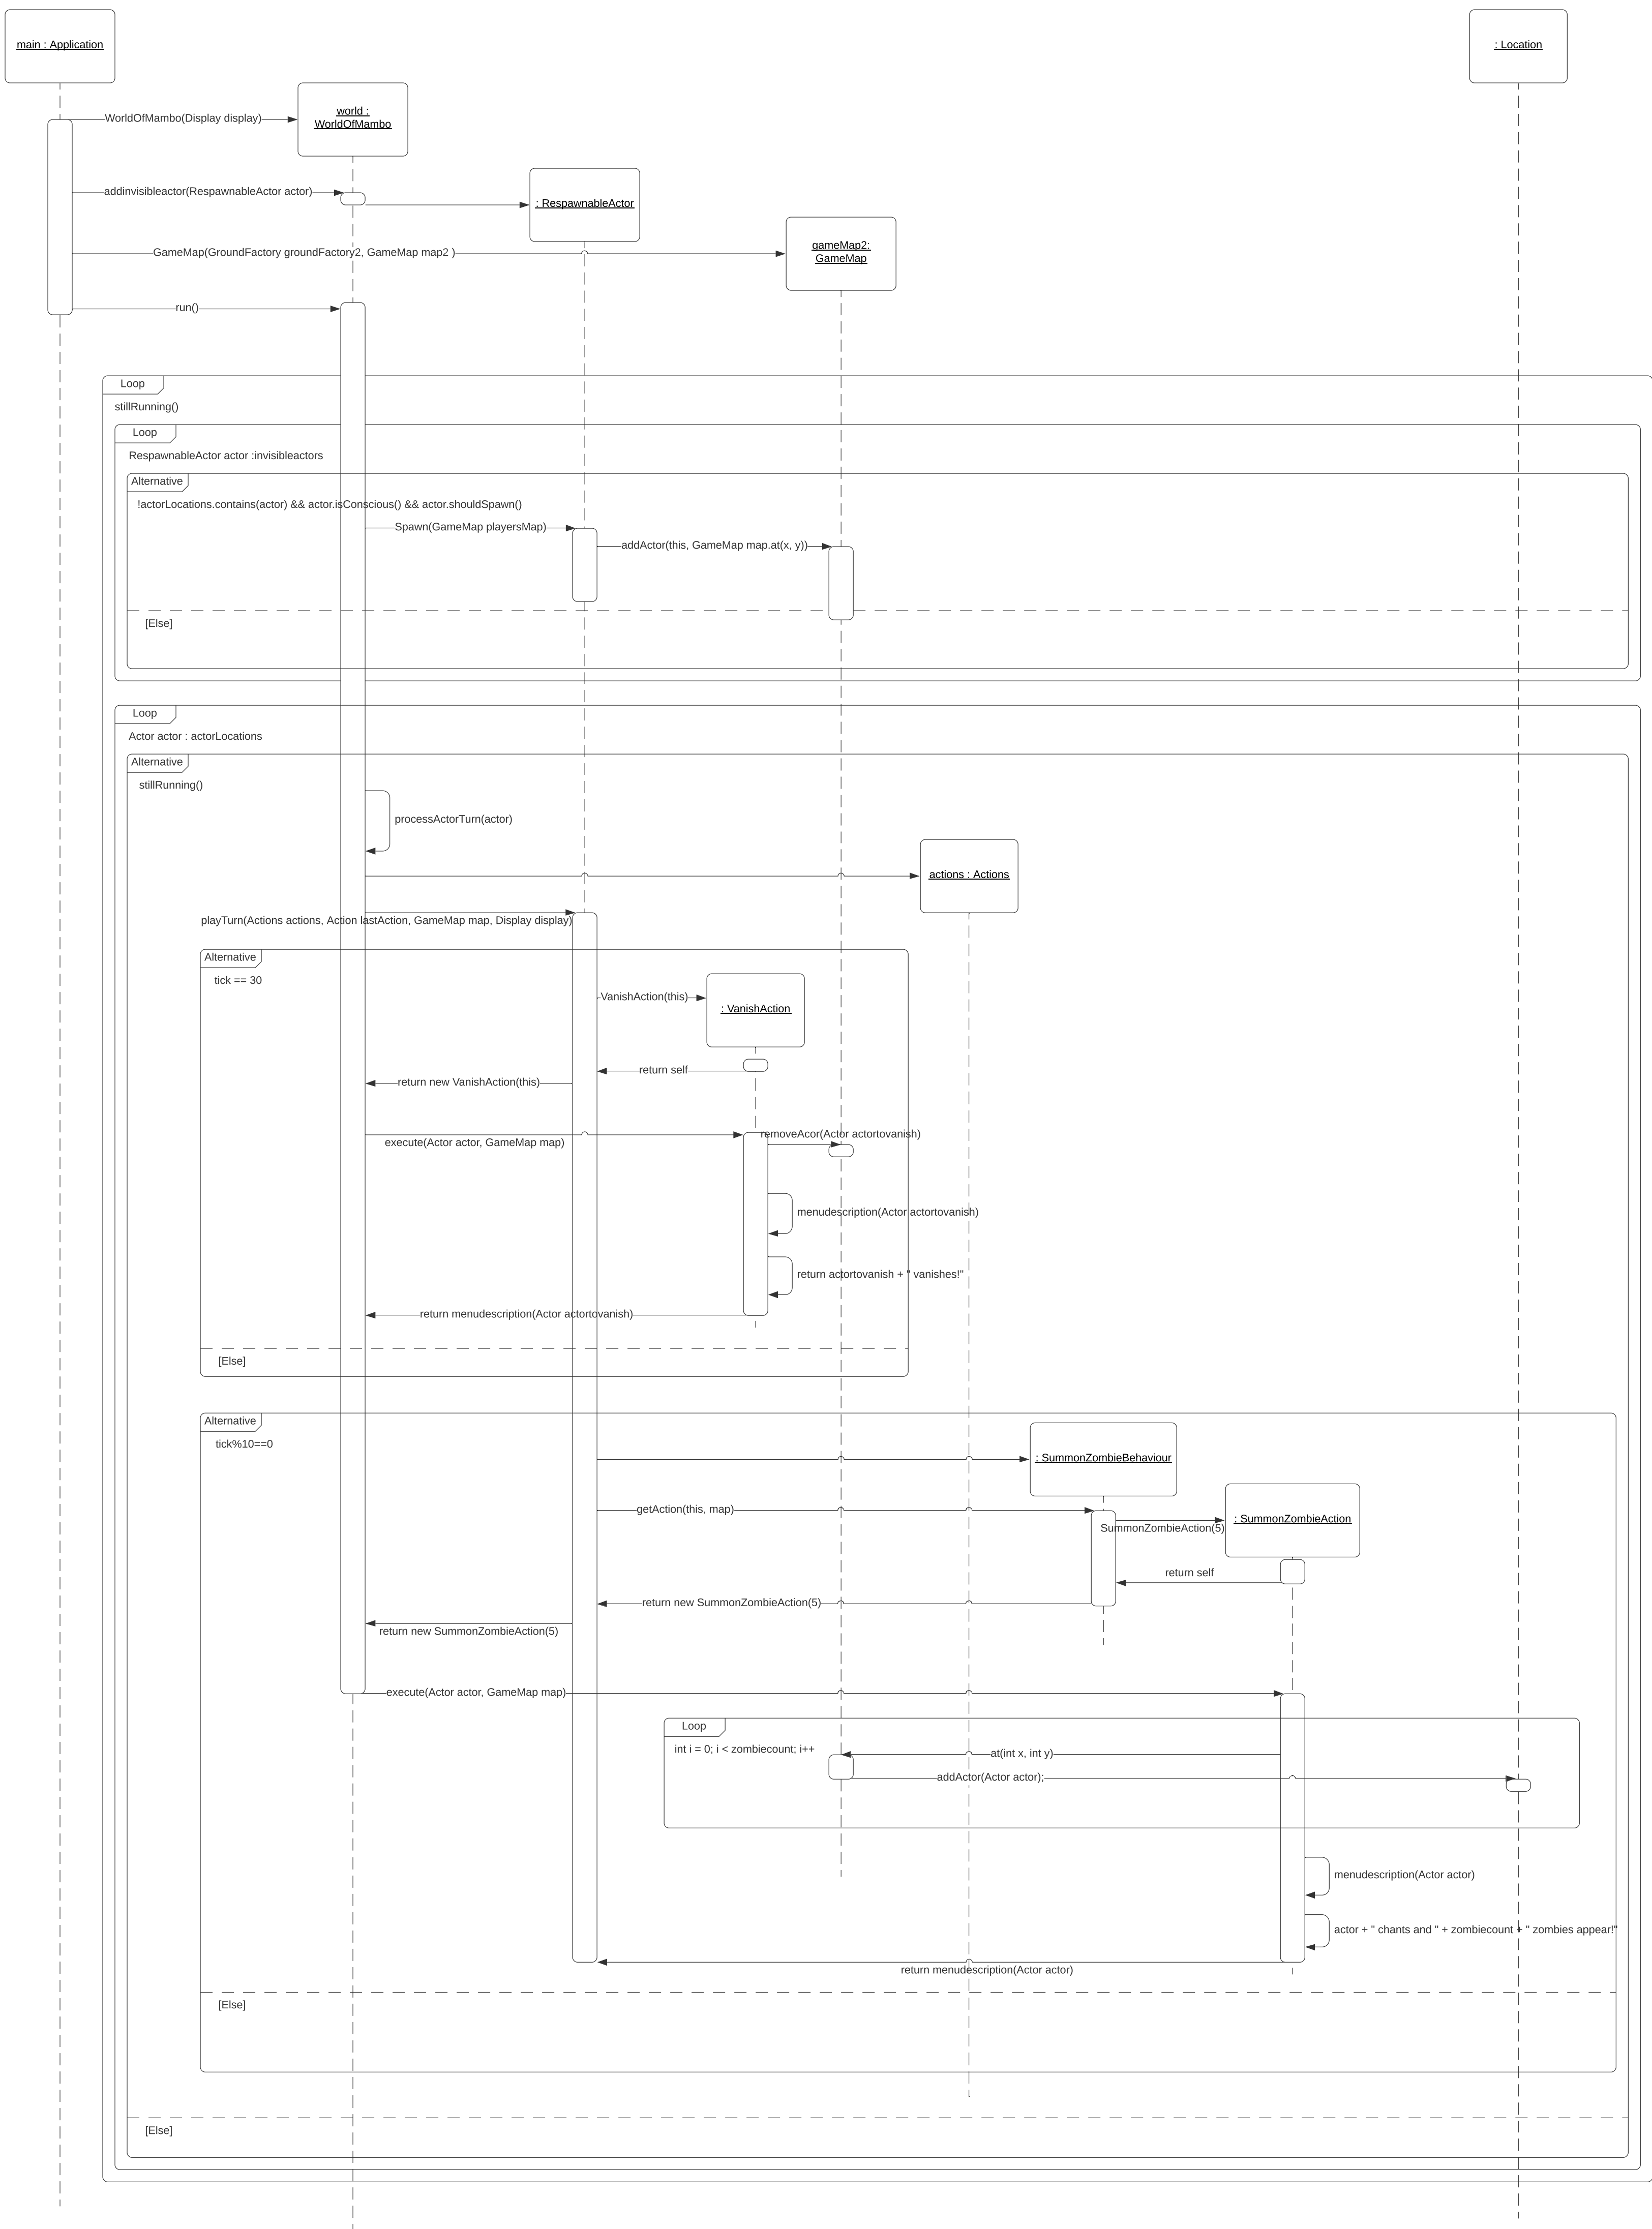 main : Application
: Location
world :
WorldOfMambo
WorldOfMambo(Display display)
addinvisibleactor(RespawnableActor actor)
: RespawnableActor
GameMap(GroundFactory groundFactory2, GameMap map2 )
gameMap2:
GameMap
run()
Loop
stillRunning()
Loop
RespawnableActor actor :invisibleactors
Alternative
!actorLocations.contains(actor) && actor.isConscious() && actor.shouldSpawn()
Spawn(GameMap playersMap)
addActor(this, GameMap map.at(x, y))
[Else]
Loop
Actor actor : actorLocations
Alternative
stillRunning()
processActorTurn(actor)
actions : Actions
playTurn(Actions actions, Action lastAction, GameMap map, Display display)
Alternative
tick == 30
VanishAction(this)
: VanishAction
return self
return new VanishAction(this)
removeAcor(Actor actortovanish)
execute(Actor actor, GameMap map)
menudescription(Actor actortovanish)
return actortovanish + " vanishes!"
return menudescription(Actor actortovanish)
[Else]
Alternative
tick%10==0
: SummonZombieBehaviour
getAction(this, map)
: SummonZombieAction
SummonZombieAction(5)
return self
return new SummonZombieAction(5)
return new SummonZombieAction(5)
execute(Actor actor, GameMap map)
Loop
int i = 0; i < zombiecount; i++
at(int x, int y)
addActor(Actor actor);
menudescription(Actor actor)
actor + " chants and " + zombiecount + " zombies appear!"
return menudescription(Actor actor)
[Else]
[Else]